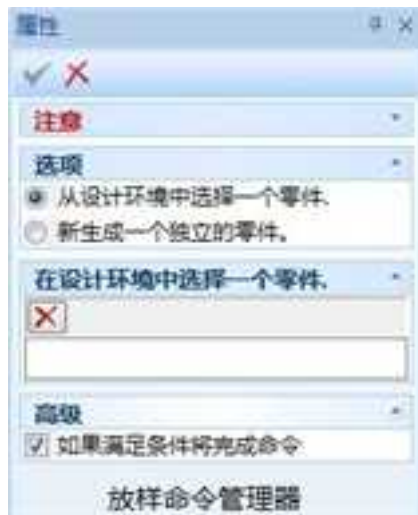 属性
注意
选项
从设计环境中选择一个零件.
新生成一个独立的零件。
在设计环境中选择一个零件.
高级
如果满足条件将完成命令
放样命令管理器